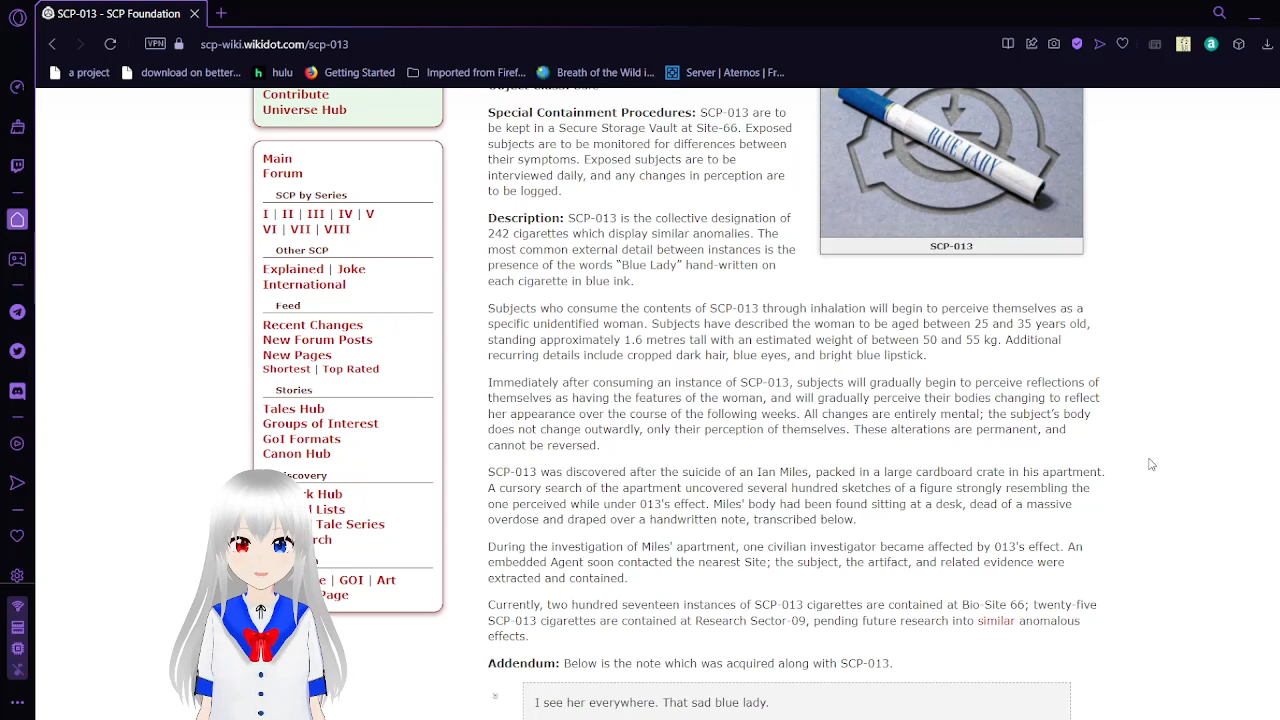 SCP-013 - SCP Foundation
VPN
scp-wiki.wikidot.com/scp-013
a project
download on better...
hulu
Getting Started
Imported from Firef...
Breath of the Wild i...
Server | Aternos | Fr...
Contribute
Universe Hub
Main
Forum
SCP by Series
I | II | III | IV | V
VI | VII | VIII
Other SCP
Explained | Joke
International
Feed
Recent Changes
New Forum Posts
New Pages
Shortest | Top Rated
Stories
Tales Hub
Groups of Interest
GoI Formats
Canon Hub
Hub
Lists
Tale Series
| GOI | Art
Page
Special Containment Procedures: SCP-013 are to
be kept in a Secure Storage Vault at Site-66. Exposed
subjects are to be monitored for differences between
their symptoms. Exposed subjects are to be
interviewed daily, and any changes in perception are
to be logged.
BLUE LADY
SCP-013
Description: SCP-013 is the collective designation of
242 cigarettes which display similar anomalies. The
most common external detail between instances is the
presence of the words “Blue Lady” hand-written on
each cigarette in blue ink.
Subjects who consume the contents of SCP-013 through inhalation will begin to perceive themselves as a
specific unidentified woman. Subjects have described the woman to be aged between 25 and 35 years old,
standing approximately 1.6 metres tall with an estimated weight of between 50 and 55 kg. Additional
recurring details include cropped dark hair, blue eyes, and bright blue lipstick.
Immediately after consuming an instance of SCP-013, subjects will gradually begin to perceive reflections of
themselves as having the features of the woman, and will gradually perceive their bodies changing to reflect
her appearance over the course of the following weeks. All changes are entirely mental; the subject’s body
does not change outwardly, only their perception of themselves. These alterations are permanent, and
cannot be reversed.
SCP-013 was discovered after the suicide of an Ian Miles, packed in a large cardboard crate in his apartment.
A cursory search of the apartment uncovered several hundred sketches of a figure strongly resembling the
one perceived while under 013's effect. Miles' body had been found sitting at a desk, dead of a massive
overdose and draped over a handwritten note, transcribed below.
During the investigation of Miles' apartment, one civilian investigator became affected by 013's effect. An
embedded Agent soon contacted the nearest Site; the subject, the artifact, and related evidence were
extracted and contained.
Currently, two hundred seventeen instances of SCP-013 cigarettes are contained at Bio-Site 66; twenty-five
SCP-013 cigarettes are contained at Research Sector-09, pending future research into similar anomalous
effects.
Addendum: Below is the note which was acquired along with SCP-013.
I see her everywhere. That sad blue lady.